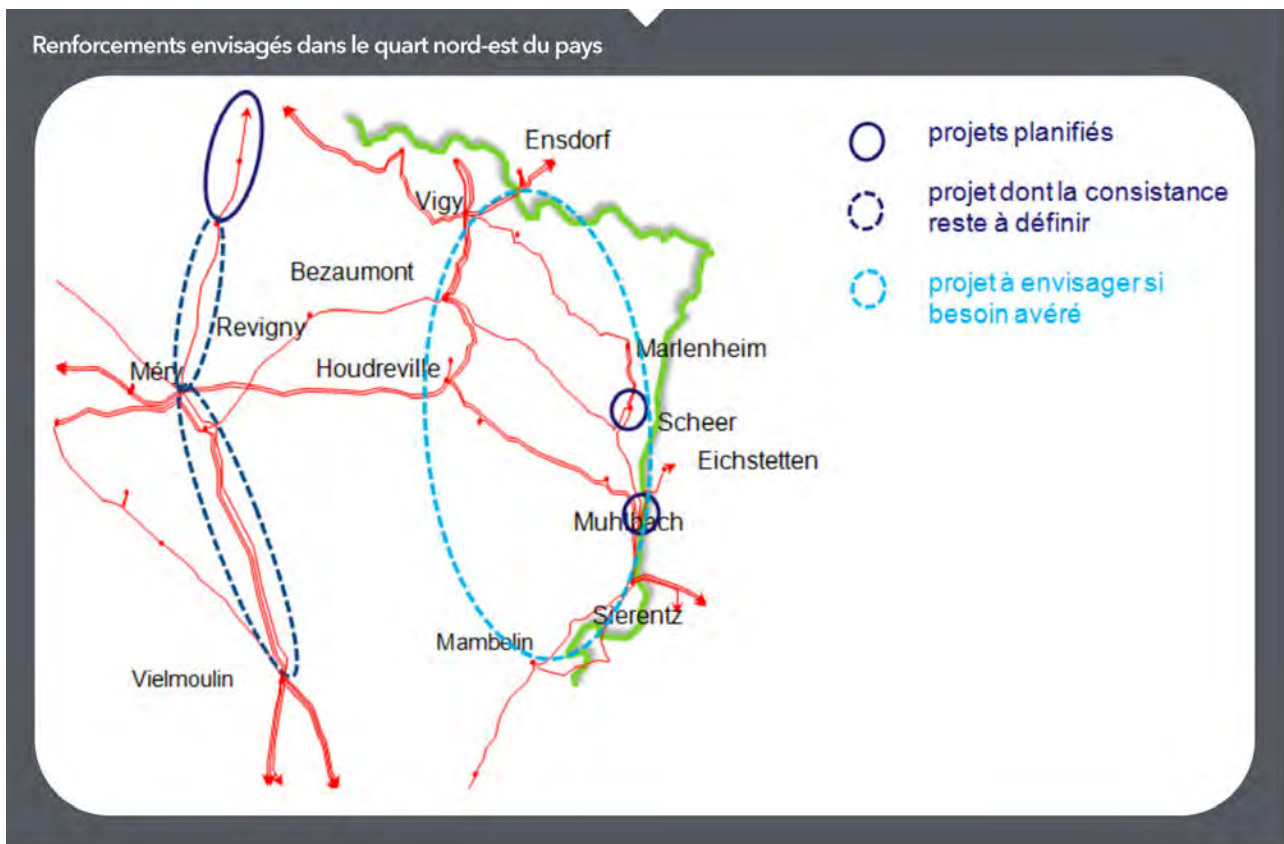 Renforcements envisagés dans le quart nord-est du pays
Ensdorf
Vigy
Bezaumont
Revigny
Marlenheim
Méry
Houdreville
Scheer
Eichstetten
Muhlbach
Sierentz
Mambelin
Vielmoulin
projets planifiés
projet dont la consistance
reste à définir
projet à envisager si
besoin avéré